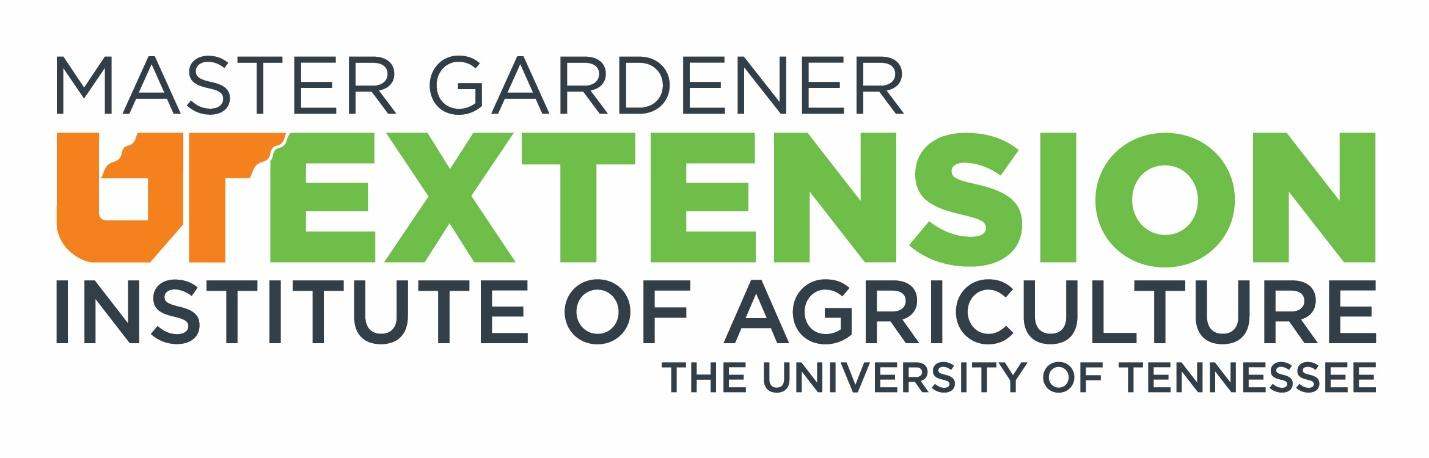 MASTER GARDENER
UTEXTENSION
INSTITUTE OF AGRICULTURE
THE UNIVERSITY OF TENNESSEE